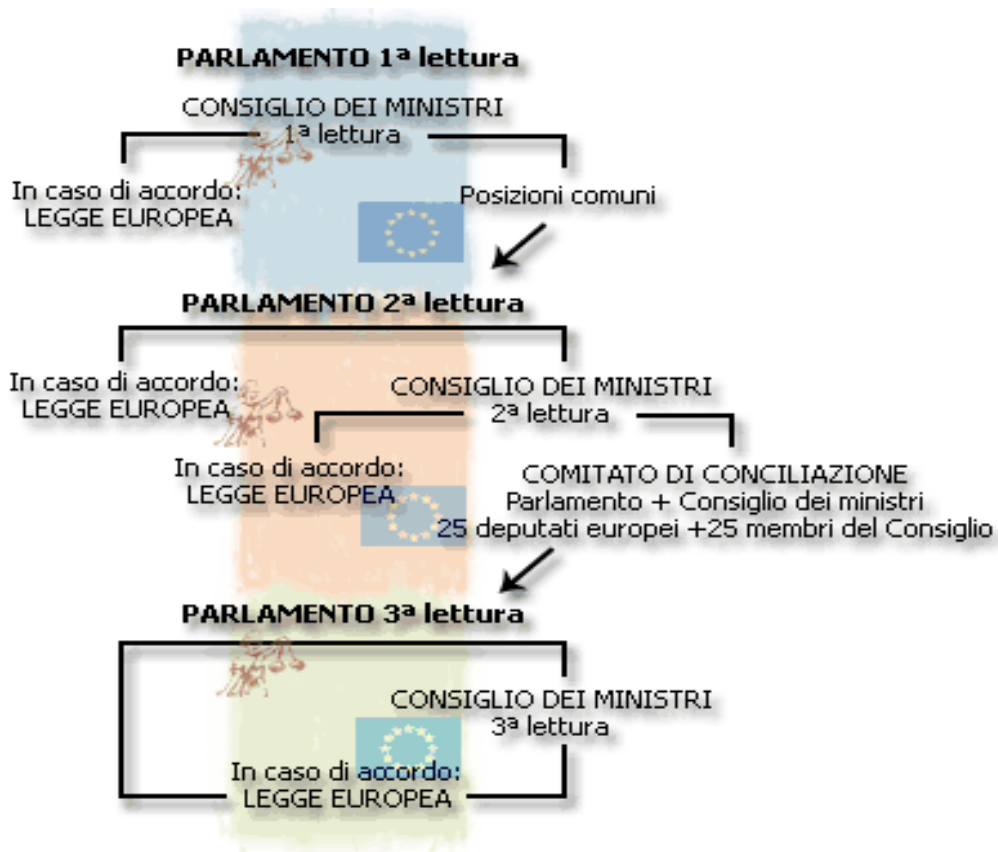 PARLAMENTO 1ª lettura
CONSIGLIO DEI MINISTRI
1ª lettura
In caso di accordo:
LEGGE EUROPEA
Posizioni comuni
PARLAMENTO 2ª lettura
In caso di accordo:
LEGGE EUROPEA
CONSIGLIO DEI MINISTRI
2ª lettura
In caso di accordo:
LEGGE EUROPEA
COMITATO DI CONCILIAZIONE
Parlamento + Consiglio dei ministri
25 deputati europei +25 membri del Consiglio
PARLAMENTO 3ª lettura
CONSIGLIO DEI MINISTRI
3ª lettura
In caso di accordo:
LEGGE EUROPEA